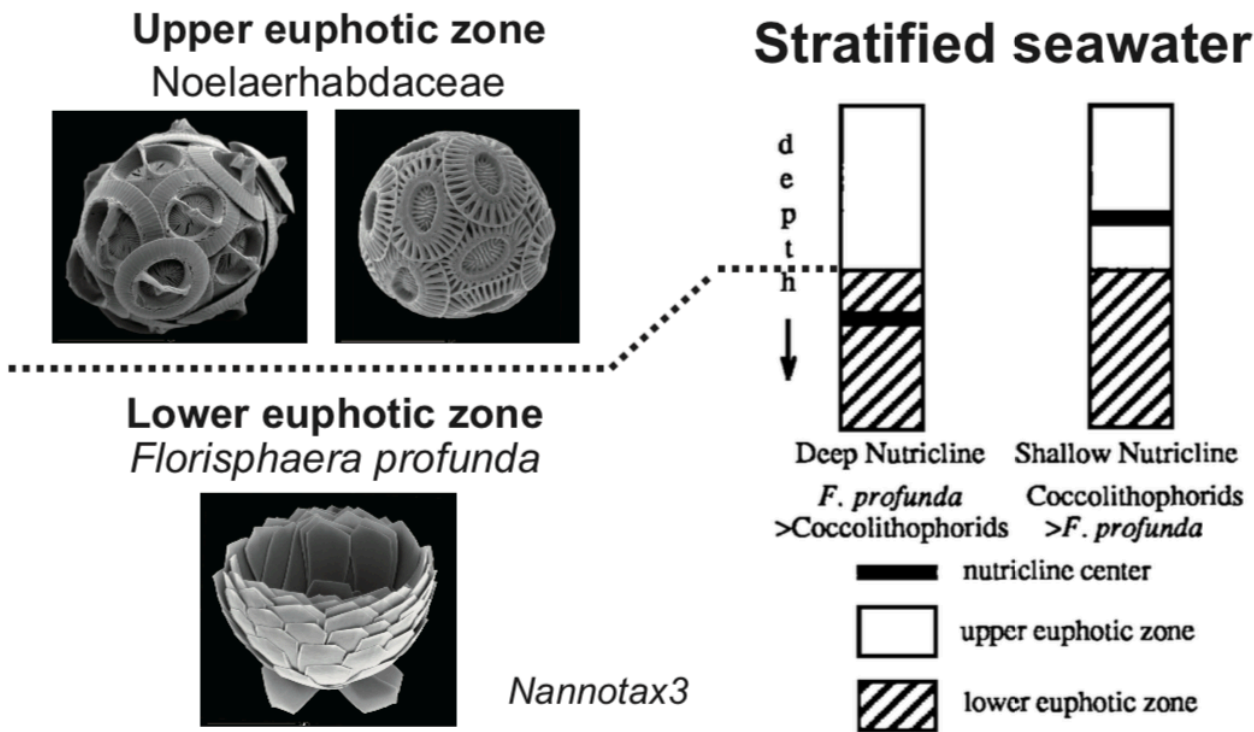 Upper euphotic zone
Noelaerhabdaceae
Lower euphotic zone
Florisphaera profunda
Nannotax3
Stratified seawater
depth
Deep Nutricline
F. profunda
>Coccolithophorids
Shallow Nutricline
Coccolithophorids
>F. profunda
nutricline center
upper euphotic zone
lower euphotic zone